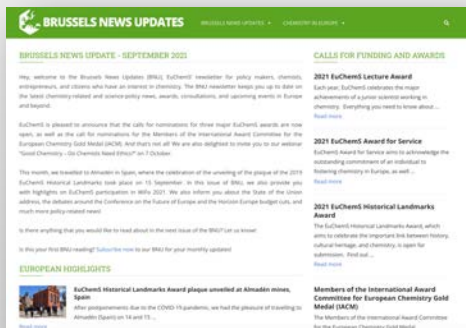 BRUSSELS NEWS UPDATES
BRUSSELS NEWS UPDATES
CHEMISTRY IN EUROPE
BRUSSELS NEWS UPDATE - SEPTEMBER 2021
Hey, welcome to the Brussels News Updates (BNU), EuChemS' newsletter for policy makers, chemists,
entrepreneurs, and citizens who have an interest in chemistry. The BNU newsletter keeps you up to date on
the latest chemistry-related and science-policy news, awards, consultations, and upcoming events in Europe
and beyond.
EuChemS is pleased to announce that the calls for nominations for three major EuChemS awards are now
open, as well as the call for nominations for the Members of the International Award Committee for the
European Chemistry Gold Medal (IACM). And that's not all! We are also delighted to invite you to our webinar
"Good Chemistry – Do Chemists Need Ethics?" on 7 October.
This month, we travelled to Almadén in Spain, where the celebration of the unveiling of the plaque of the 2019
EuChemS Historical Landmarks took place on 15 September. In this issue of BNU, we also provide you
with highlights on EuChemS participation in WiFo 2021. We also inform you about the State of the Union
address, the debates around the Conference on the Future of Europe and the Horizon Europe budget cuts, and
much more policy-related news!
Is there anything that you would like to read about in the next issue of the BNU? Let us know!
Is this your first BNU reading? Subscribe now to our BNU for your monthly updates!
EUROPEAN HIGHLIGHTS
EuChemS Historical Landmarks Award plaque unveiled at Almadén mines,
Spain
After postponements due to the COVID-19 pandemic, we had the pleasure of travelling to
Almadén (Spain) on 14 and 15 ...
Read more
CALLS FOR FUNDING AND AWARDS
2021 EuChemS Lecture Award
Each year, EuChemS celebrates the major
achievements of a junior scientist working in
chemistry. Everything you need to know about ...
Read more
2021 EuChemS Award for Service
EuChemS Award for Service aims to acknowledge the
outstanding commitment of an individual to
fostering chemistry in Europe, as well ...
Read more
2021 EuChemS Historical Landmarks
Award
The EuChemS Historical Landmarks Award, which
aims to celebrate the important link between history,
cultural heritage, and chemistry, is open for
submission. Find out ...
Read more
Members of the International Award
Committee for European Chemistry Gold
Medal (IACM)
The Members of the International Award Committee
for the European Chemistry Gold Medal